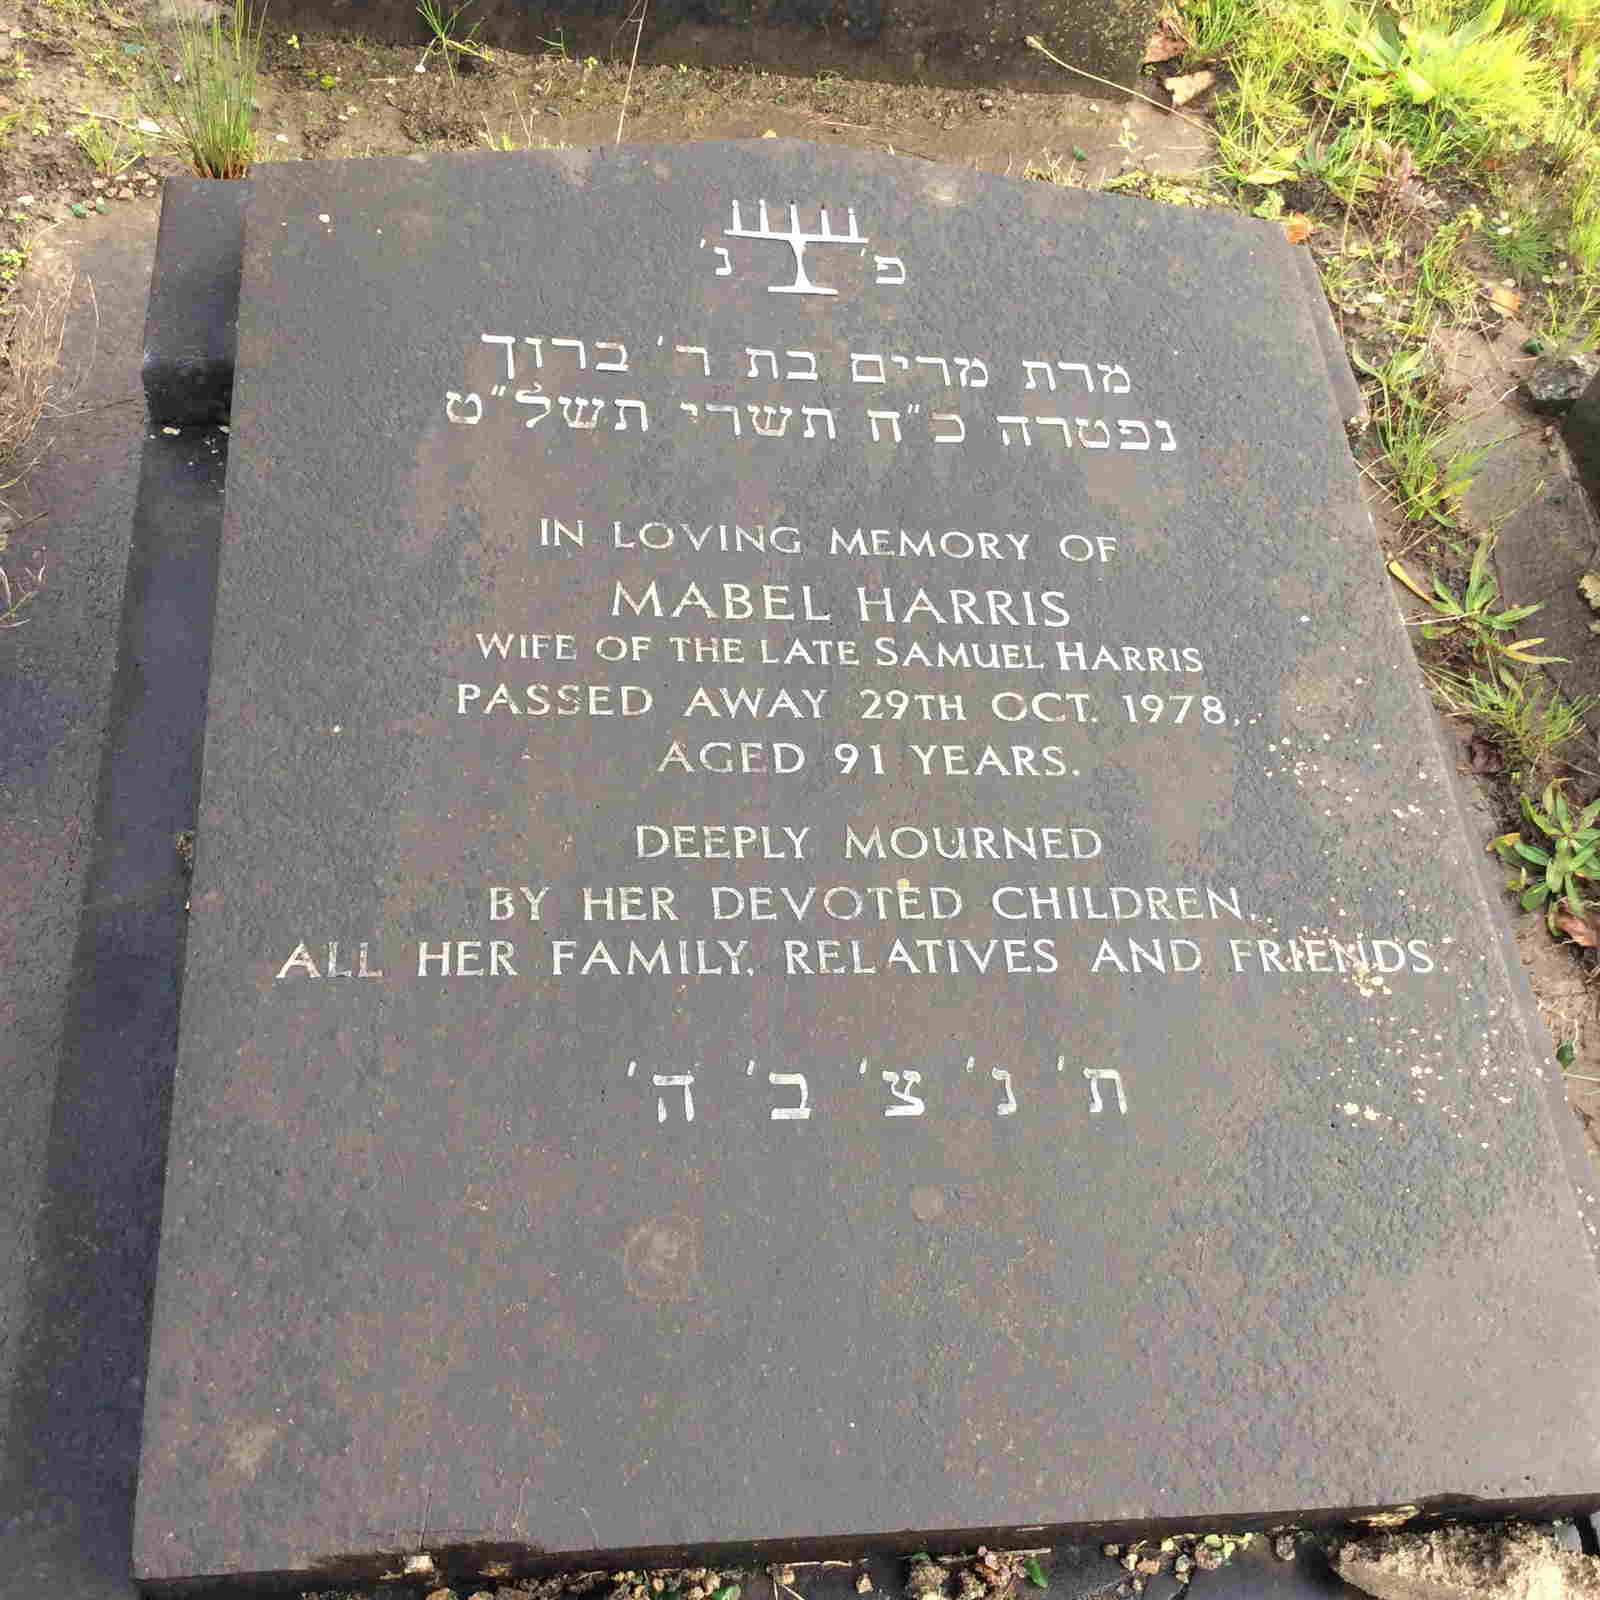 פ' נ'
מרת מרים בת ר' ברוך
נפטרה כ"ח תשרי תשל"ט
IN LOVING MEMORY OF
MABEL HARRIS
WIFE OF THE LATE SAMUEL HARRIS
PASSED AWAY 29TH OCT. 1978,
AGED 91 YEARS.
DEEPLY MOURNED
BY HER DEVOTED CHILDREN,
ALL HER FAMILY, RELATIVES AND FRIENDS.
ת' נ' צ' ב' ה'